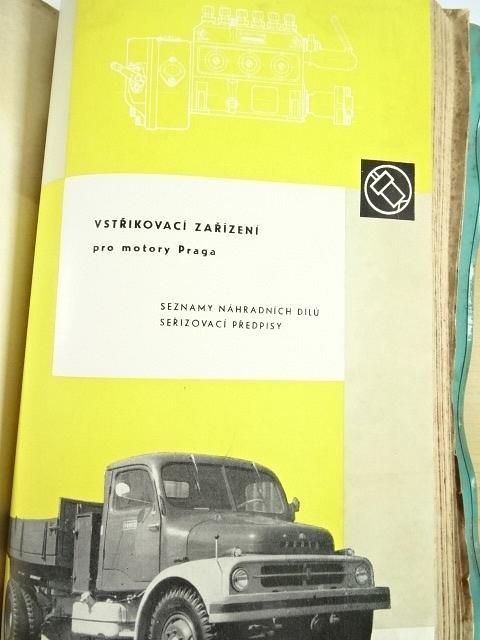 VSTŘIKOVACÍ ZAŘÍZENÍ
pro motory Praga
SEZNAMY NÁHRADNÍCH DÍLŮ
SEŘIZOVACÍ PŘEDPISY